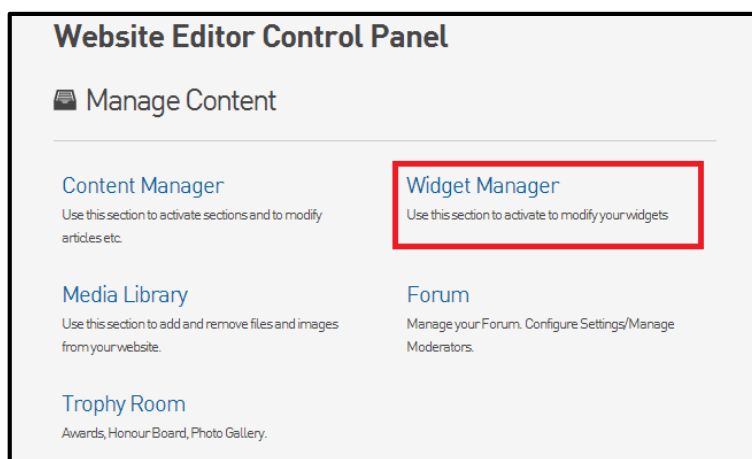 Website Editor Control Panel
Manage Content
Content Manager
Use this section to activate sections and to modify
articles etc.
Widget Manager
Use this section to activate to modify your widgets
Media Library
Use this section to add and remove files and images
from your website.
Forum
Manage your Forum. Configure Settings/Manage
Moderators.
Trophy Room
Awards, Honour Board, Photo Gallery.